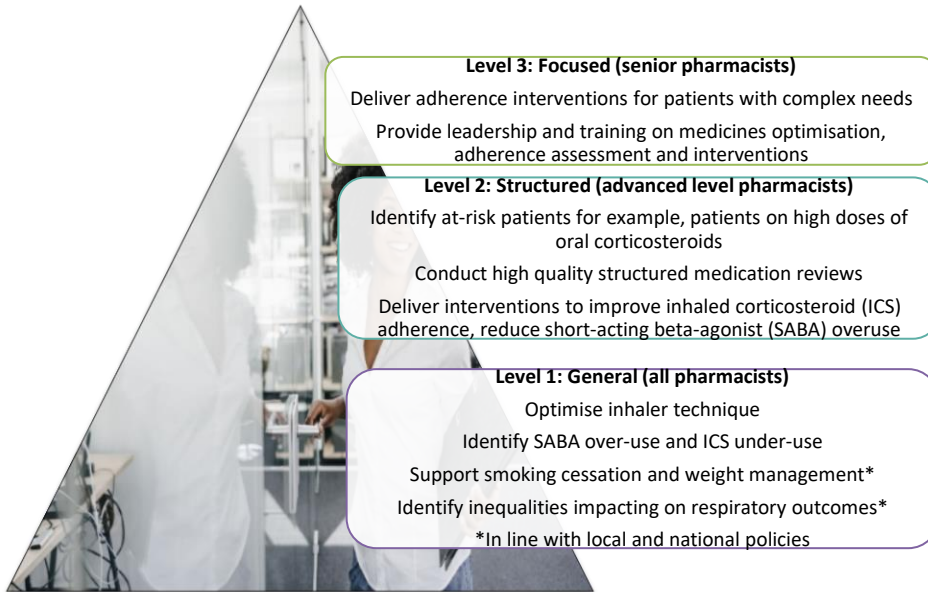 Level 3: Focused (senior pharmacists)
Deliver adherence interventions for patients with complex needs
Provide leadership and training on medicines optimisation,
adherence assessment and interventions
Level 2: Structured (advanced level pharmacists)
Identify at-risk patients for example, patients on high doses of
oral corticosteroids
Conduct high quality structured medication reviews
Deliver interventions to improve inhaled corticosteroid (ICS)
adherence, reduce short-acting beta-agonist (SABA) overuse
Level 1: General (all pharmacists)
Optimise inhaler technique
Identify SABA over-use and ICS under-use
Support smoking cessation and weight management*
Identify inequalities impacting on respiratory outcomes*
*In line with local and national policies